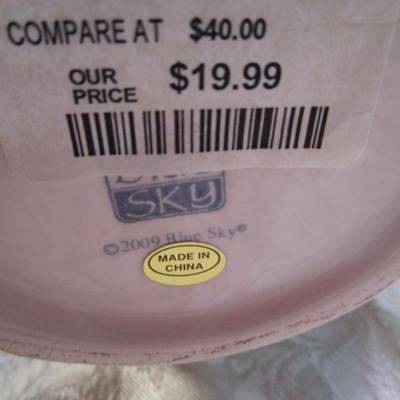 COMPARE AT $40.00
OUR PRICE $19.99
SKY
©2009 Blue Sky®
MADE IN
CHINA